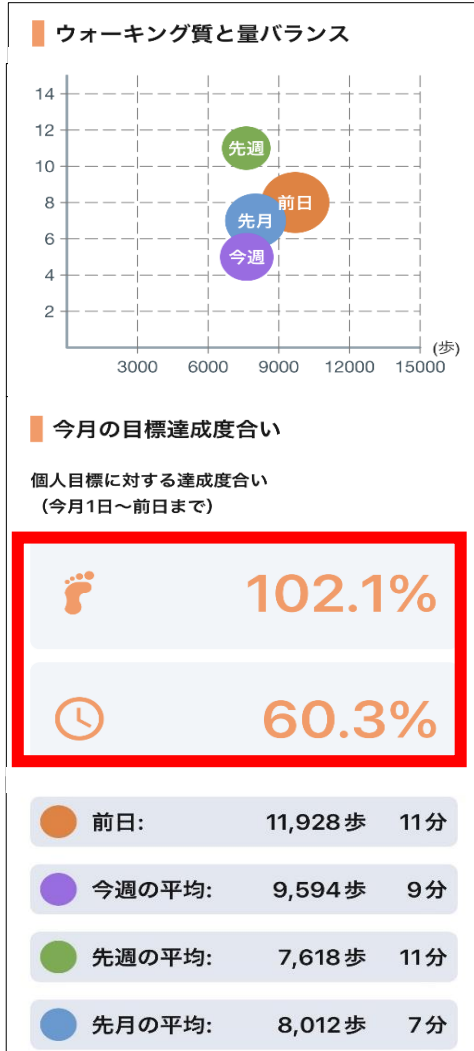 ウォーキング質と量バランス
14
12
10
8
6
4
2
先週
前日
先月
今週
3000 6000 9000 12000 15000
(歩)
今月の目標達成度合い
個人目標に対する達成度合い
（今月1日～前日まで）
102.1%
60.3%
前日: 11,928歩 11分
今週の平均: 9,594歩 9分
先週の平均: 7,618歩 11分
先月の平均: 8,012歩 7分